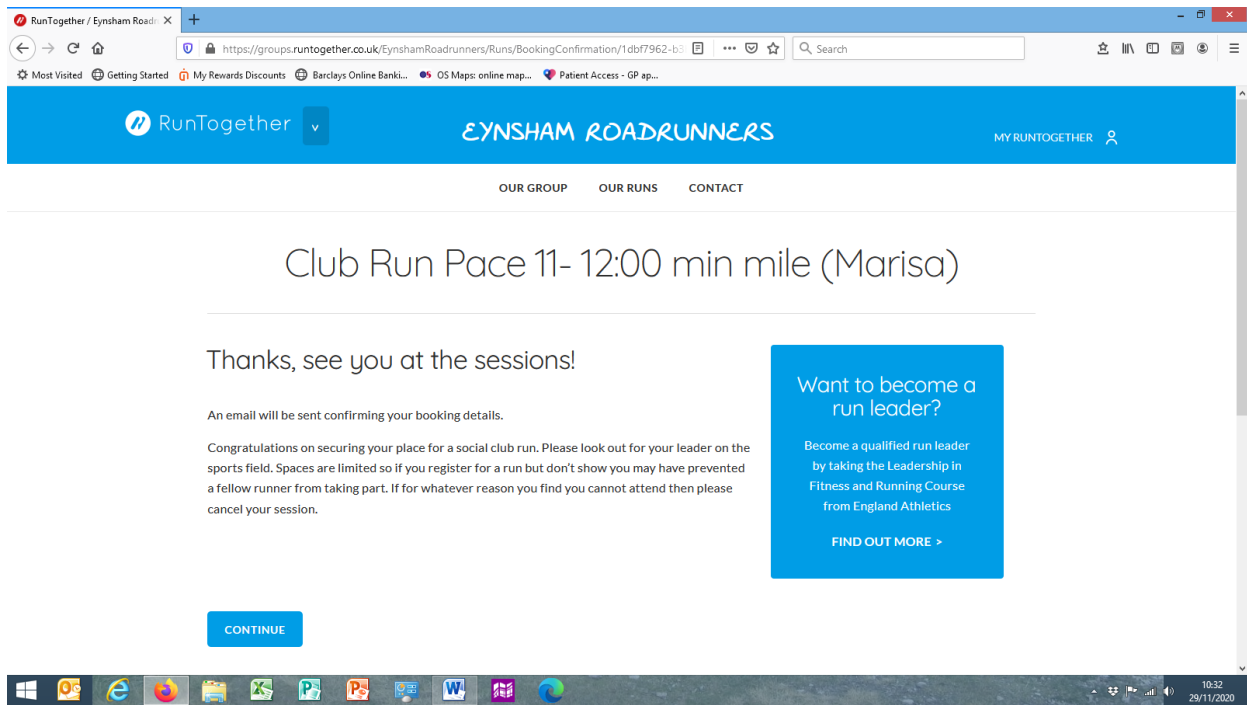 RunTogether / Eynsham Roadr
https://groups.runtogether.co.uk/EynshamRoadrunners/Runs/BookingConfirmation/1dbf7962-b3
Search
Most Visited Getting Started My Rewards Discounts Barclays Online Banki... OS Maps: online map... Patient Access - GP ap...
RunTogether v
EYNSHAM ROADRUNNERS
MY RUNTOGETHER
OUR GROUP OUR RUNS CONTACT
Club Run Pace 11- 12:00 min mile (Marisa)
Thanks, see you at the sessions!
An email will be sent confirming your booking details.
Congratulations on securing your place for a social club run. Please look out for your leader on the
sports field. Spaces are limited so if you register for a run but don't show you may have prevented
a fellow runner from taking part. If for whatever reason you find you cannot attend then please
cancel your session.
Want to become a
run leader?
Become a qualified run leader
by taking the Leadership in
Fitness and Running Course
from England Athletics
FIND OUT MORE >
CONTINUE
10:32
29/11/2020